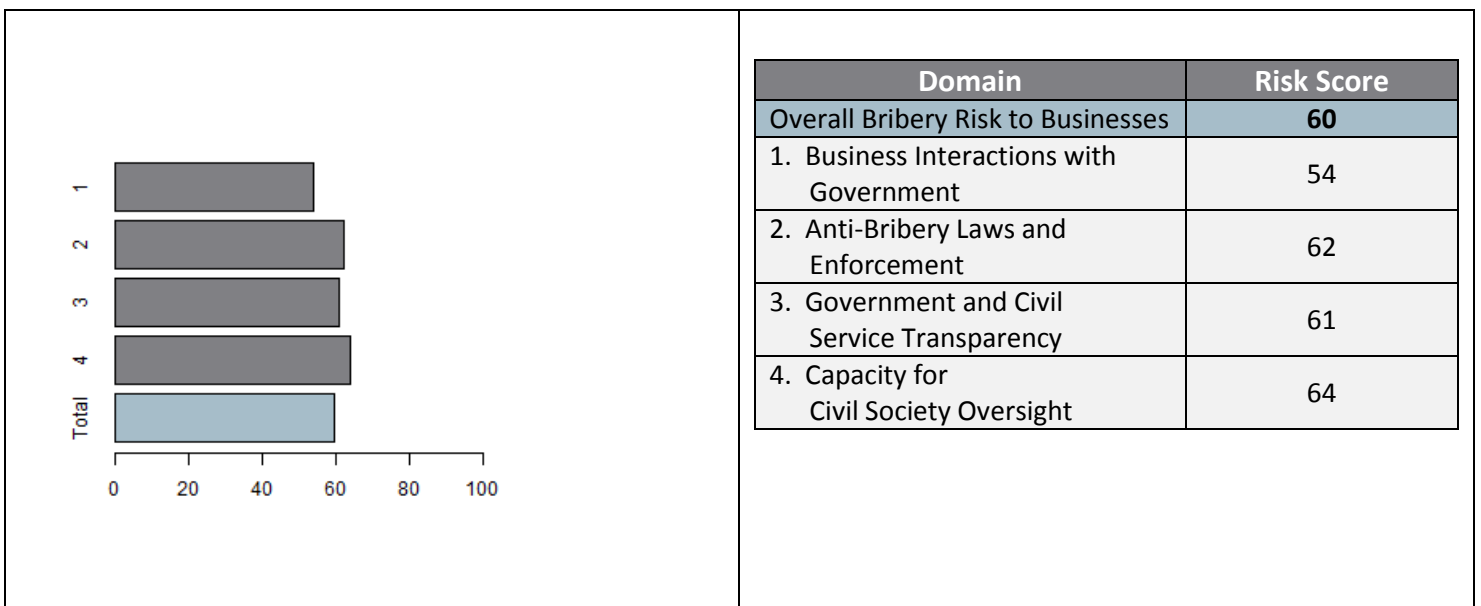 1
2
3
4
Total
0 20 40 60 80 100
Domain Risk Score
Overall Bribery Risk to Businesses 60
1. Business Interactions with
Government
54
2. Anti-Bribery Laws and
Enforcement
62
3. Government and Civil
Service Transparency
61
4. Capacity for
Civil Society Oversight
64